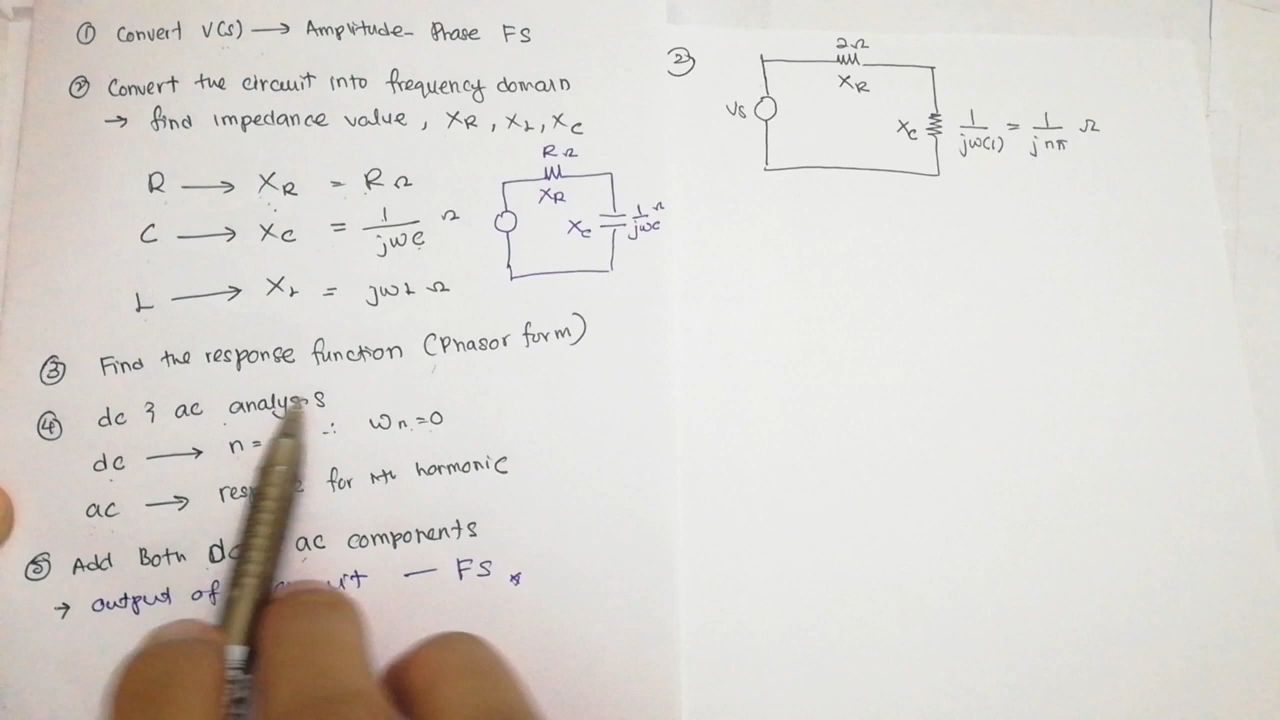 ① Convert V(s) → Amplitude- Phase FS
② Convert the circuit into frequency domain
→ find impedance value, XR, XL, XC
R → XR = R Ω
C → XC = 1/jωC Ω
L → XL = jωL Ω
RΩ
XR
XC 1/jωC Ω
③ Find the response function (Phasor form)
④ dc & ac analysis
dc → n = ∴ ωn = 0
ac → for nth hormonic
⑤ Add Both ac components
→ output of — FS *
②
2Ω
XR
Vs
XC 1/jω(1) = 1/jnπ Ω